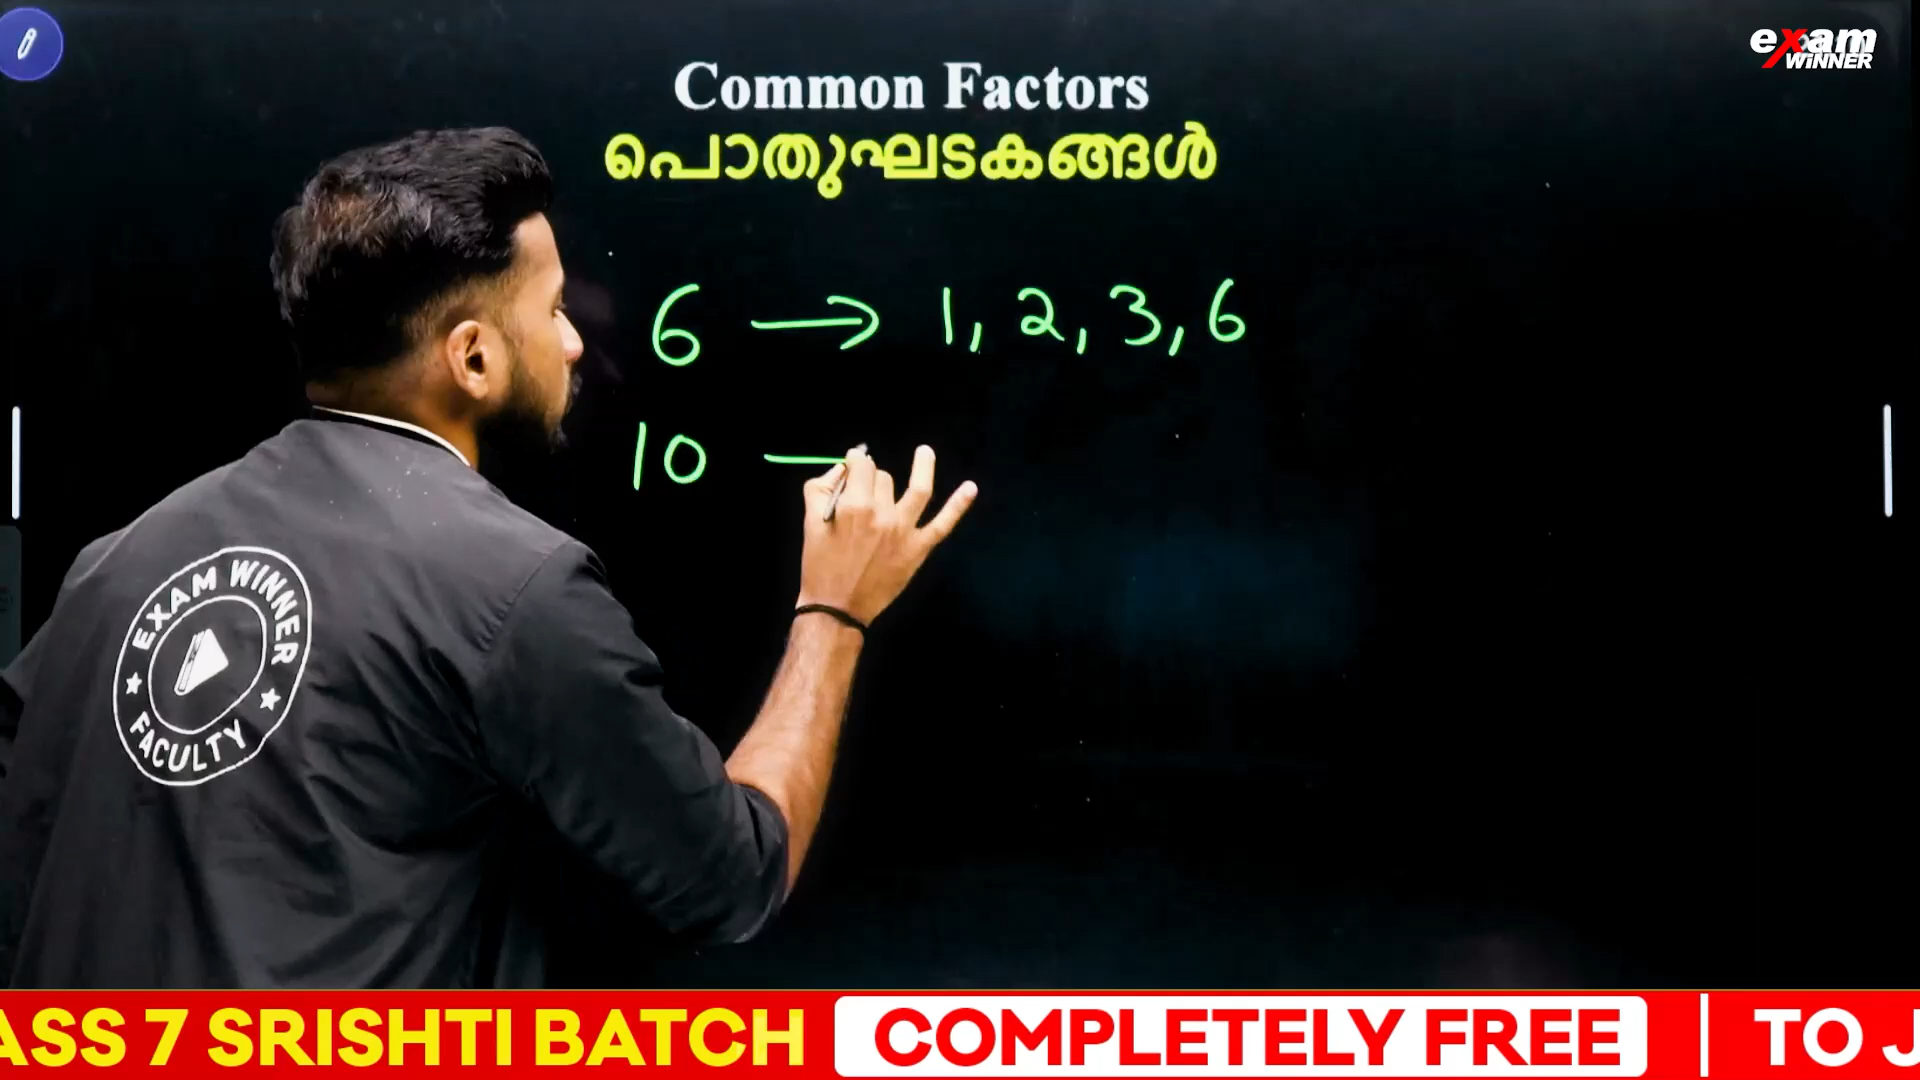 exam
WINNER
Common Factors
പൊതുഘടകങ്ങൾ
6 → 1, 2, 3, 6
10 —
EXAM WINNER
FACULTY
ASS 7 SRISHTI BATCH COMPLETELY FREE | TO J